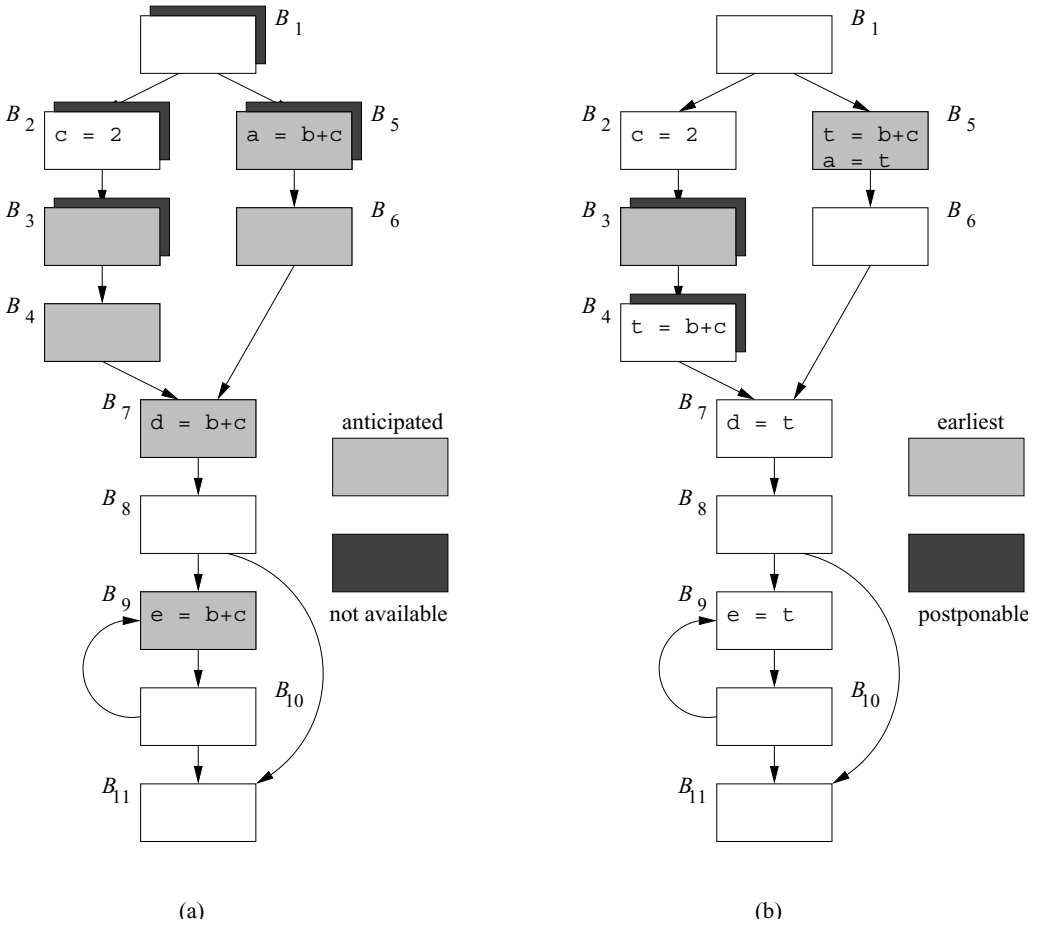 B1
B2
c = 2
a = b+c
B5
B3
B6
B4
B7
d = b+c
anticipated
B8
B9
e = b+c
not available
B10
B11
(a)
B1
B2
c = 2
t = b+c
a = t
B5
B3
B6
B4
t = b+c
B7
d = t
earliest
B8
B9
e = t
postponable
B10
B11
(b)